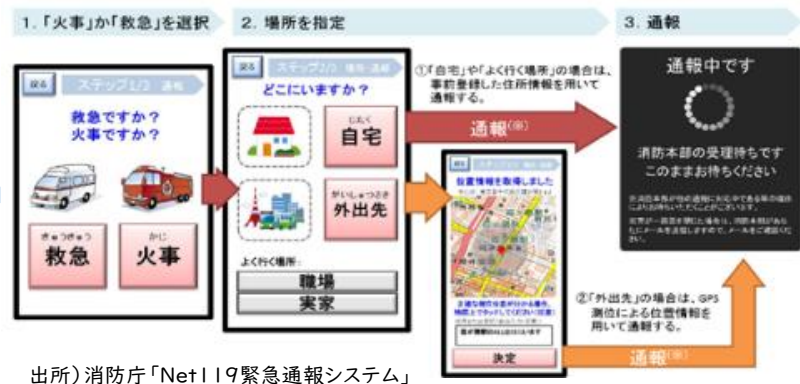 1. 「火事」か「救急」を選択
2. 場所を指定
3. 通報
戻る
ステップ1/3 通報
救急ですか?
火事ですか?
きゅうきゅう
救急
かじ
火事
戻る
ステップ2/3
どこにいますか?
じたく
自宅
がいしゅつさき
外出先
よく行く場所:
職場
実家
①「自宅」や「よく行く場所」の場合は、
事前登録した住所情報を用いて
通報する。
通報(※)
戻る
位置情報を取得しました
決定
②「外出先」の場合は、GPS
測位による位置情報を
用いて通報する。
通報(※)
通報中です
消防本部の受理待ちです
このままお待ちください
出所)消防庁「Net119緊急通報システム」